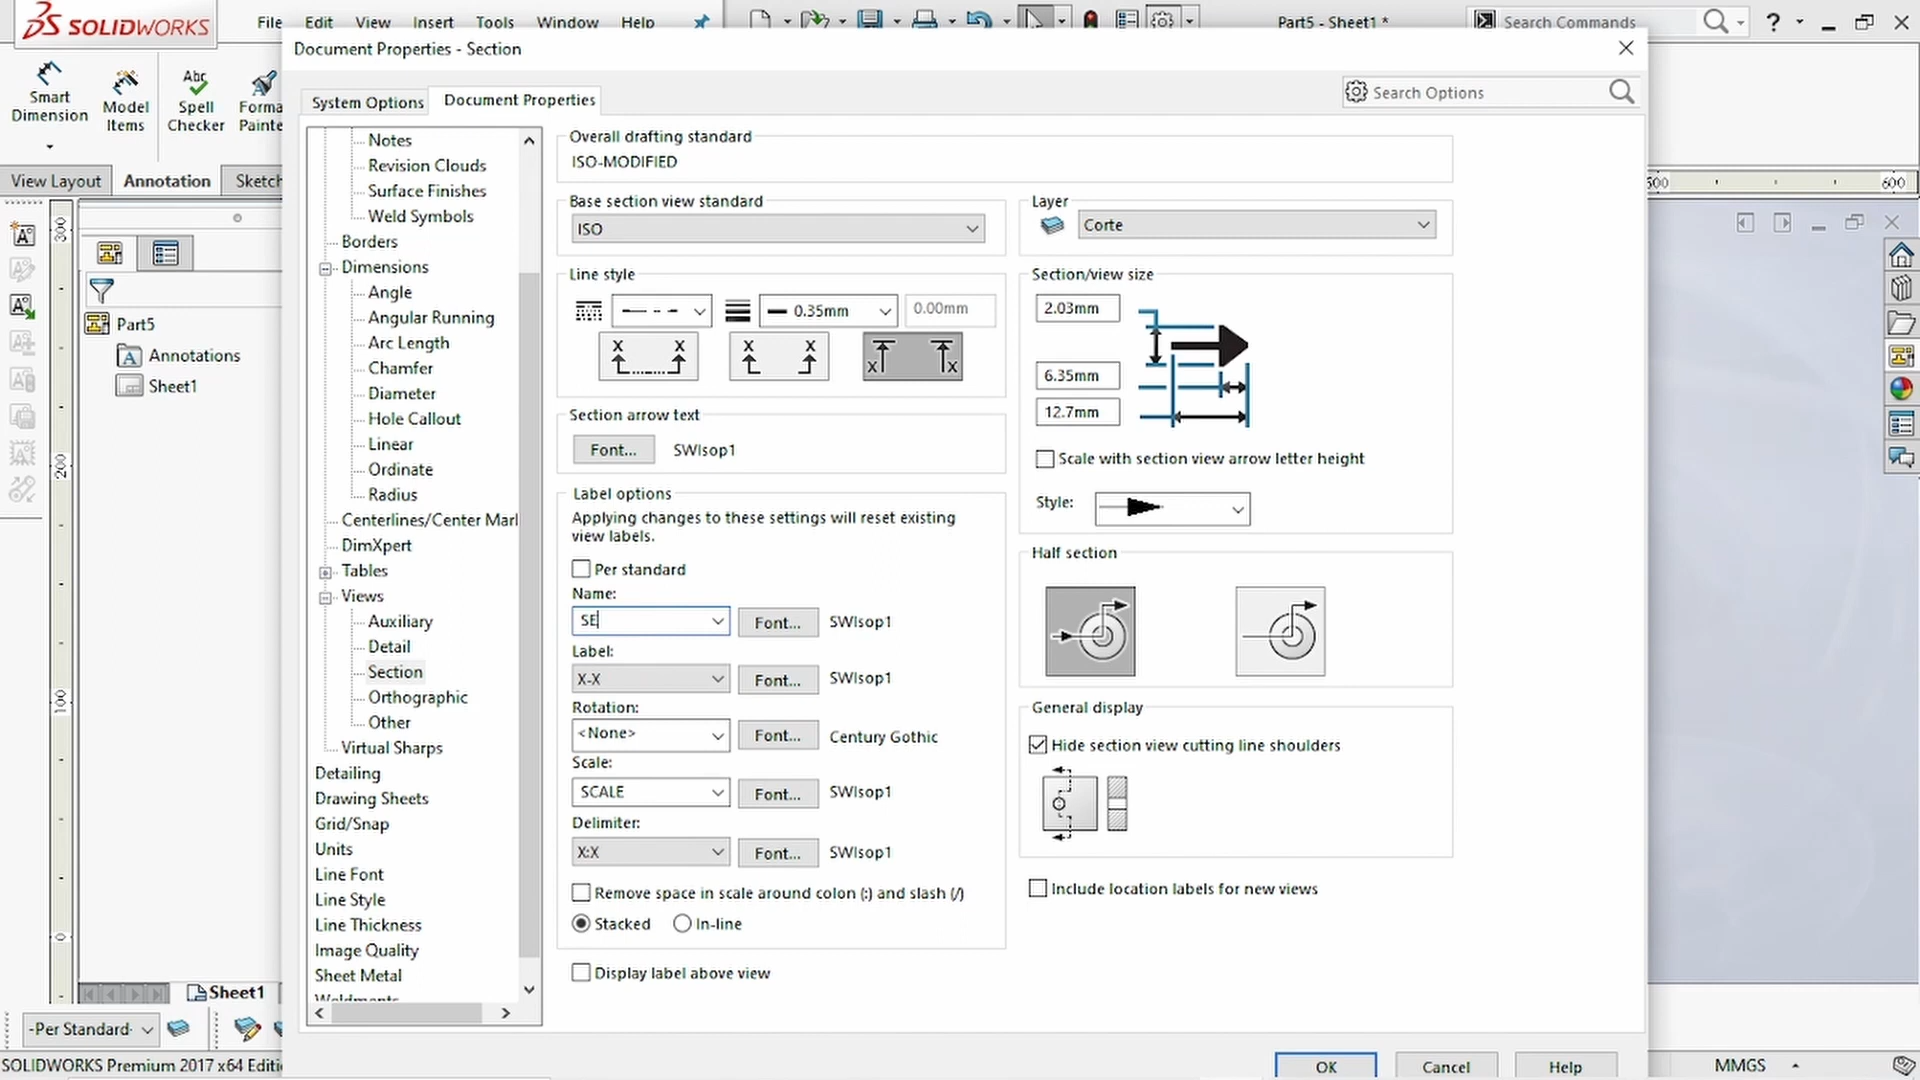 SOLIDWORKS
File Edit View Insert Tools Window Help
Part5 - Sheet1 *
Search Commands
?
Smart Dimension
Model Items
Abc
Spell Checker
View Layout Annotation
Part5
Annotations
Sheet1
300
200
100
0
Sheet1
SOLIDWORKS Premium 2017 x64
-Per Standard-
Document Properties - Section
System Options Document Properties
Search Options
Notes
Revision Clouds
Surface Finishes
Weld Symbols
Borders
Dimensions
Angle
Angular Running
Arc Length
Chamfer
Diameter
Hole Callout
Linear
Ordinate
Radius
Centerlines/Center Mar
DimXpert
Tables
Views
Auxiliary
Detail
Section
Orthographic
Other
Virtual Sharps
Detailing
Drawing Sheets
Grid/Snap
Units
Line Font
Line Style
Line Thickness
Image Quality
Sheet Metal
Weldments
Overall drafting standard
ISO-MODIFIED
Base section view standard
ISO
Line style
0.35mm 0.00mm
X X X X X X
Section arrow text
Font... SWIsop1
Label options
Applying changes to these settings will reset existing
view labels.
Per standard
Name:
SE Font... SWIsop1
Label:
X-X Font... SWIsop1
Rotation:
<None> Font... Century Gothic
Scale:
SCALE Font... SWIsop1
Delimiter:
X:X Font... SWIsop1
Remove space in scale around colon (:) and slash (/)
Stacked In-line
Display label above view
Layer
Corte
Section/view size
2.03mm
6.35mm
12.7mm
Scale with section view arrow letter height
Style:
Half section
General display
Hide section view cutting line shoulders
Include location labels for new views
OK Cancel Help
600
MMGS